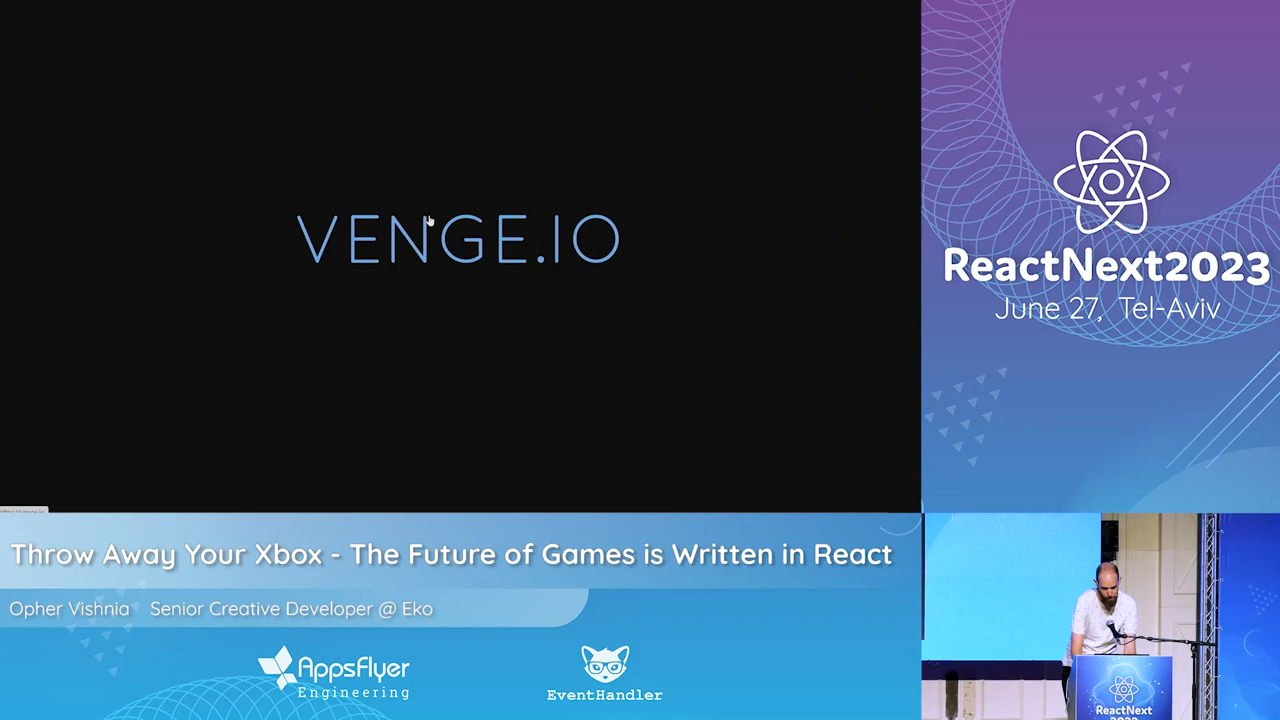 VENGE.IO
ReactNext2023
June 27, Tel-Aviv
Throw Away Your Xbox - The Future of Games is Written in React
Opher Vishnia Senior Creative Developer @ Eko
AppsFlyer
Engineering
EventHandler
ReactNext
2023